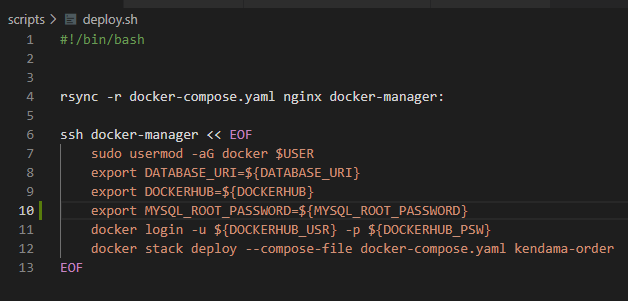 scripts > deploy.sh
1 #!/bin/bash
2
3
4 rsync -r docker-compose.yaml nginx docker-manager:
5
6 ssh docker-manager << EOF
7     sudo usermod -aG docker $USER
8     export DATABASE_URI=${DATABASE_URI}
9     export DOCKERHUB=${DOCKERHUB}
10     export MYSQL_ROOT_PASSWORD=${MYSQL_ROOT_PASSWORD}
11     docker login -u ${DOCKERHUB_USR} -p ${DOCKERHUB_PSW}
12     docker stack deploy --compose-file docker-compose.yaml kendama-order
13 EOF